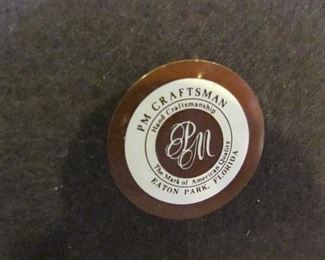 PM CRAFTSMAN
Hand Craftsmanship
PM
The Mark of American Quality
EATON PARK, FLORIDA